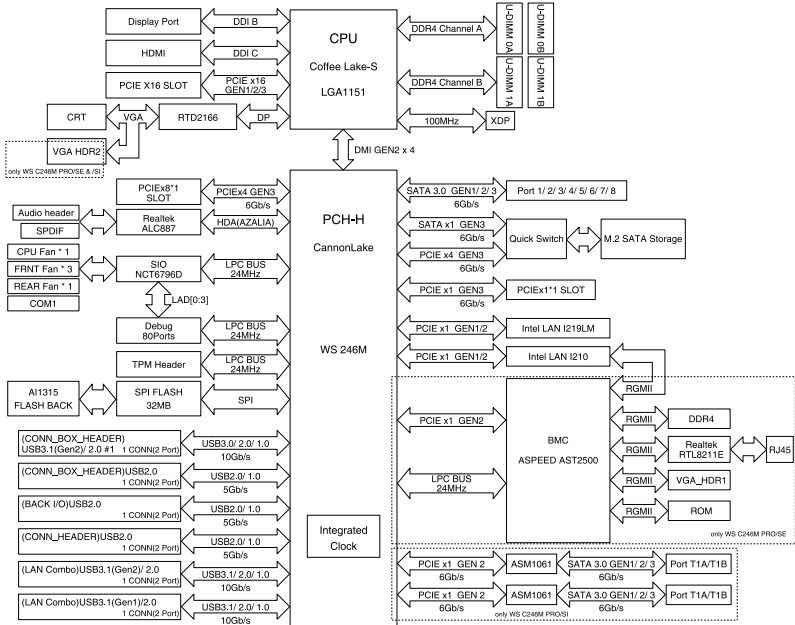 Display Port
DDI B
HDMI
DDI C
PCIE X16 SLOT
PCIE x16
GEN1/2/3
CRT
VGA
RTD2166
DP
VGA HDR2
only WS C246M PRO/SE & /SI
CPU
Coffee Lake-S
LGA1151
DDR4 Channel A
U-DIMM 0A
U-DIMM 0B
DDR4 Channel B
U-DIMM 1A
U-DIMM 1B
100MHz
XDP
DMI GEN2 x 4
PCIEx8*1
SLOT
PCIEx4 GEN3
6Gb/s
Audio header
SPDIF
Realtek
ALC887
HDA(AZALIA)
CPU Fan * 1
FRNT Fan * 3
REAR Fan * 1
COM1
SIO
NCT6796D
LPC BUS
24MHz
LAD[0:3]
Debug
80Ports
LPC BUS
24MHz
TPM Header
LPC BUS
24MHz
AI1315
FLASH BACK
SPI FLASH
32MB
SPI
(CONN_BOX_HEADER)
USB3.1(Gen2)/ 2.0 #1
1 CONN(2 Port)
USB3.0/ 2.0/ 1.0
10Gb/s
(CONN_BOX_HEADER)USB2.0
1 CONN(2 Port)
USB2.0/ 1.0
5Gb/s
(BACK I/O)USB2.0
1 CONN(2 Port)
USB2.0/ 1.0
5Gb/s
(CONN_HEADER)USB2.0
1 CONN(2 Port)
USB2.0/ 1.0
5Gb/s
(LAN Combo)USB3.1(Gen2)/ 2.0
1 CONN(2 Port)
USB3.1/ 2.0/ 1.0
10Gb/s
(LAN Combo)USB3.1(Gen1)/2.0
1 CONN(2 Port)
USB3.1/ 2.0/ 1.0
10Gb/s
PCH-H
CannonLake
WS 246M
Integrated
Clock
SATA 3.0 GEN1/ 2/ 3
6Gb/s
Port 1/ 2/ 3/ 4/ 5/ 6/ 7/ 8
SATA x1 GEN3
6Gb/s
PCIE x4 GEN3
6Gb/s
Quick Switch
M.2 SATA Storage
PCIE x1 GEN3
6Gb/s
PCIEx1*1 SLOT
PCIE x1 GEN1/2
Intel LAN I219LM
PCIE x1 GEN1/2
Intel LAN I210
RGMII
PCIE x1 GEN2
LPC BUS
24MHz
BMC
ASPEED AST2500
RGMII
DDR4
RGMII
Realtek
RTL8211E
RJ45
RGMII
VGA_HDR1
RGMII
ROM
only WS C246M PRO/SE
PCIE x1 GEN 2
6Gb/s
ASM1061
SATA 3.0 GEN1/ 2/ 3
6Gb/s
Port T1A/T1B
PCIE x1 GEN 2
6Gb/s
ASM1061
SATA 3.0 GEN1/ 2/ 3
6Gb/s
Port T1A/T1B
only WS C246M PRO/SI